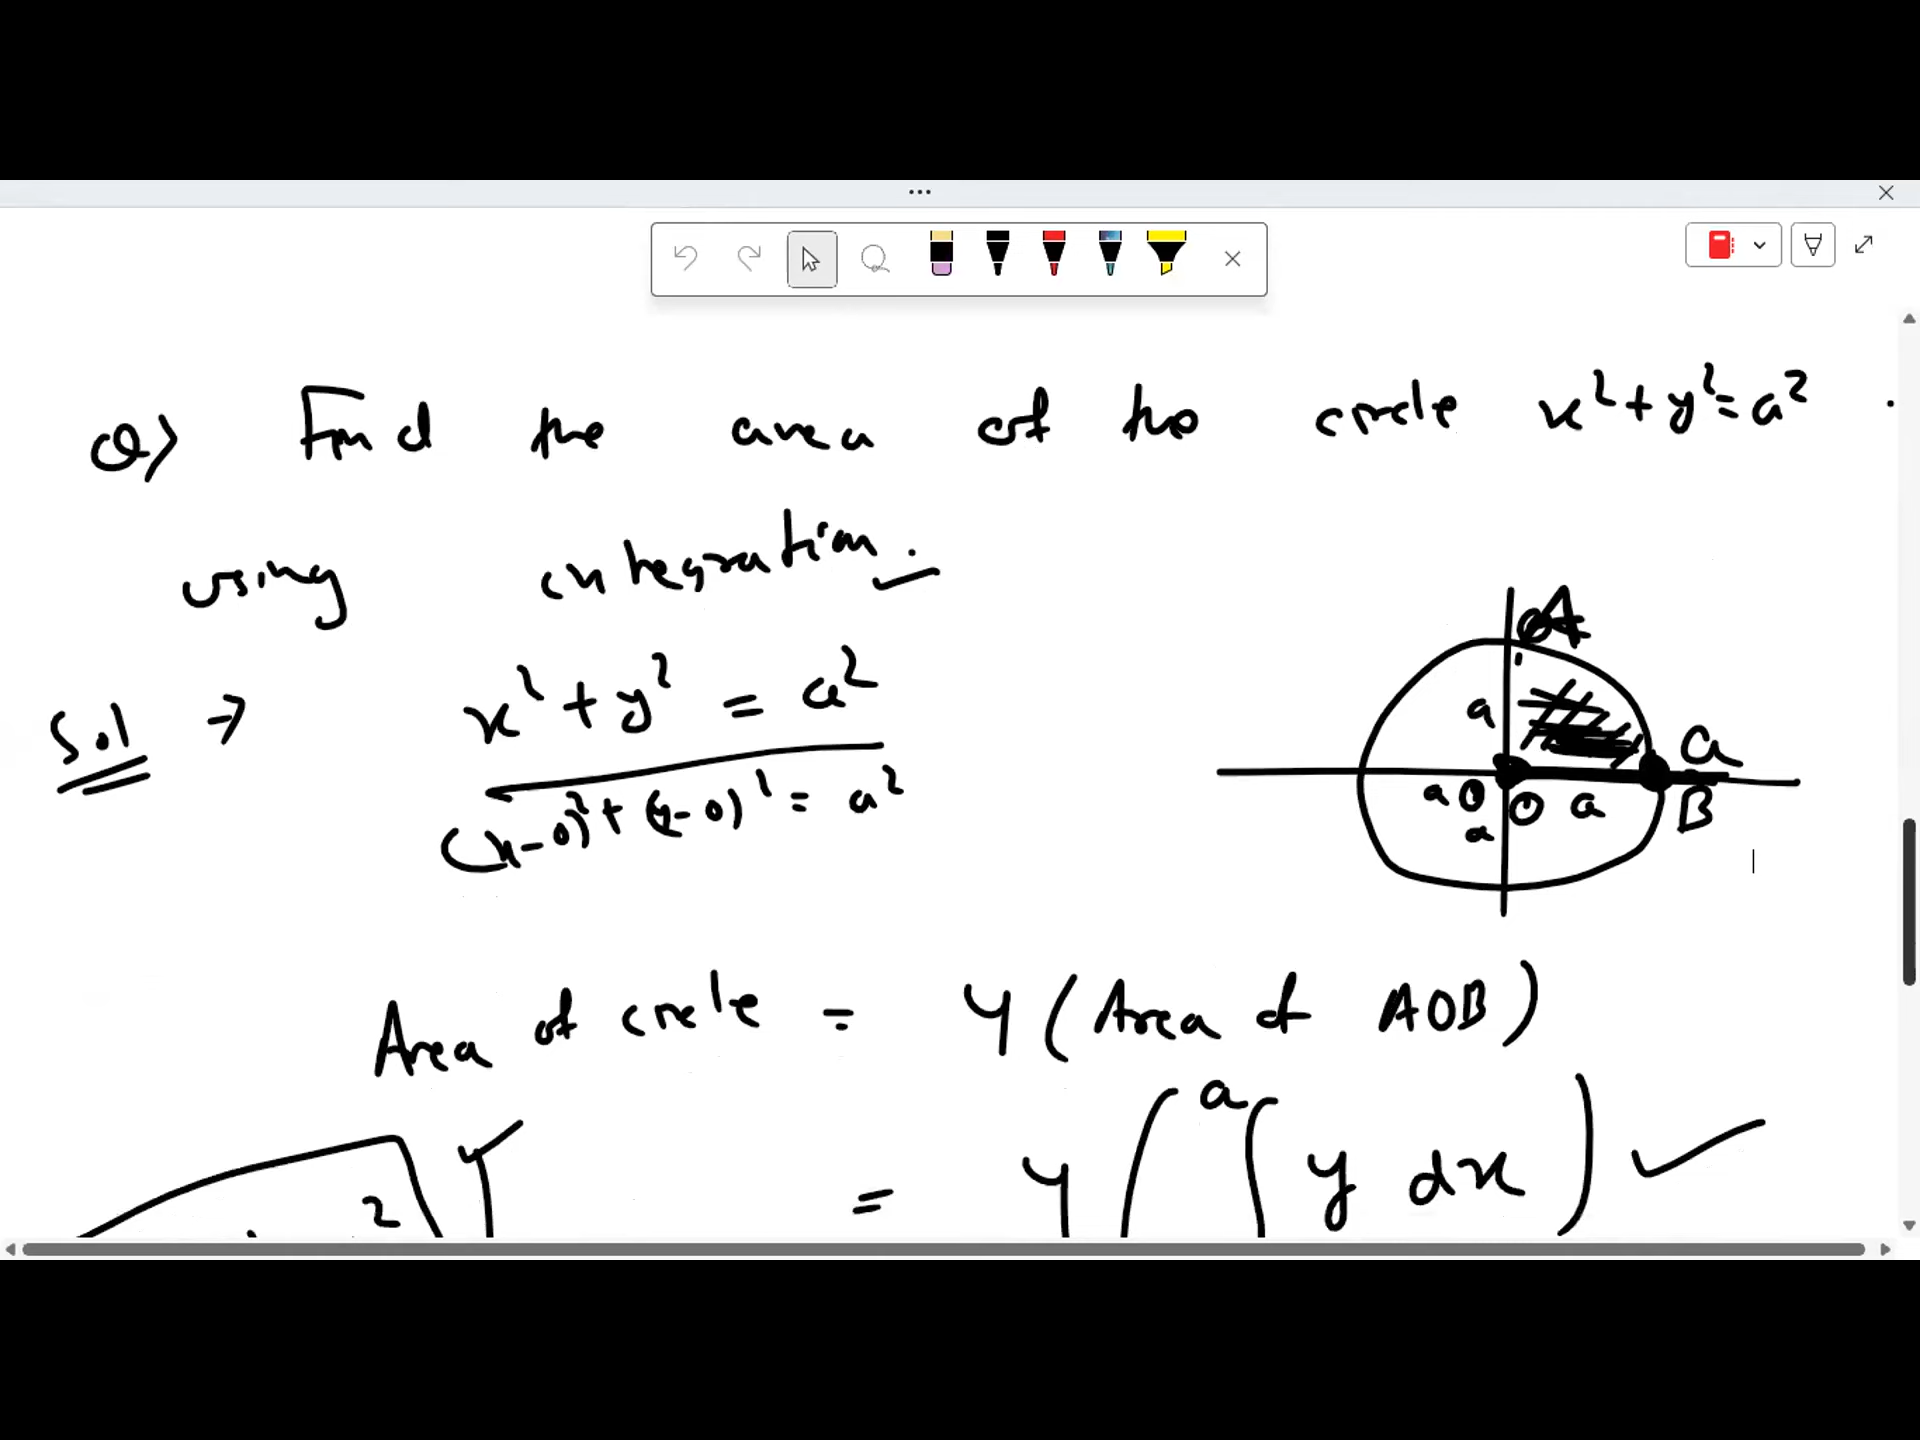 Q) Find the area of the circle x²+y²=a².
using integration.
Sol → x²+y² = a²
(x-0)²+(y-0)²=a²
A
a
a
a O O a B
a
Area of circle = 4(Area of AOB)
a
= 4(∫ y dx)
2